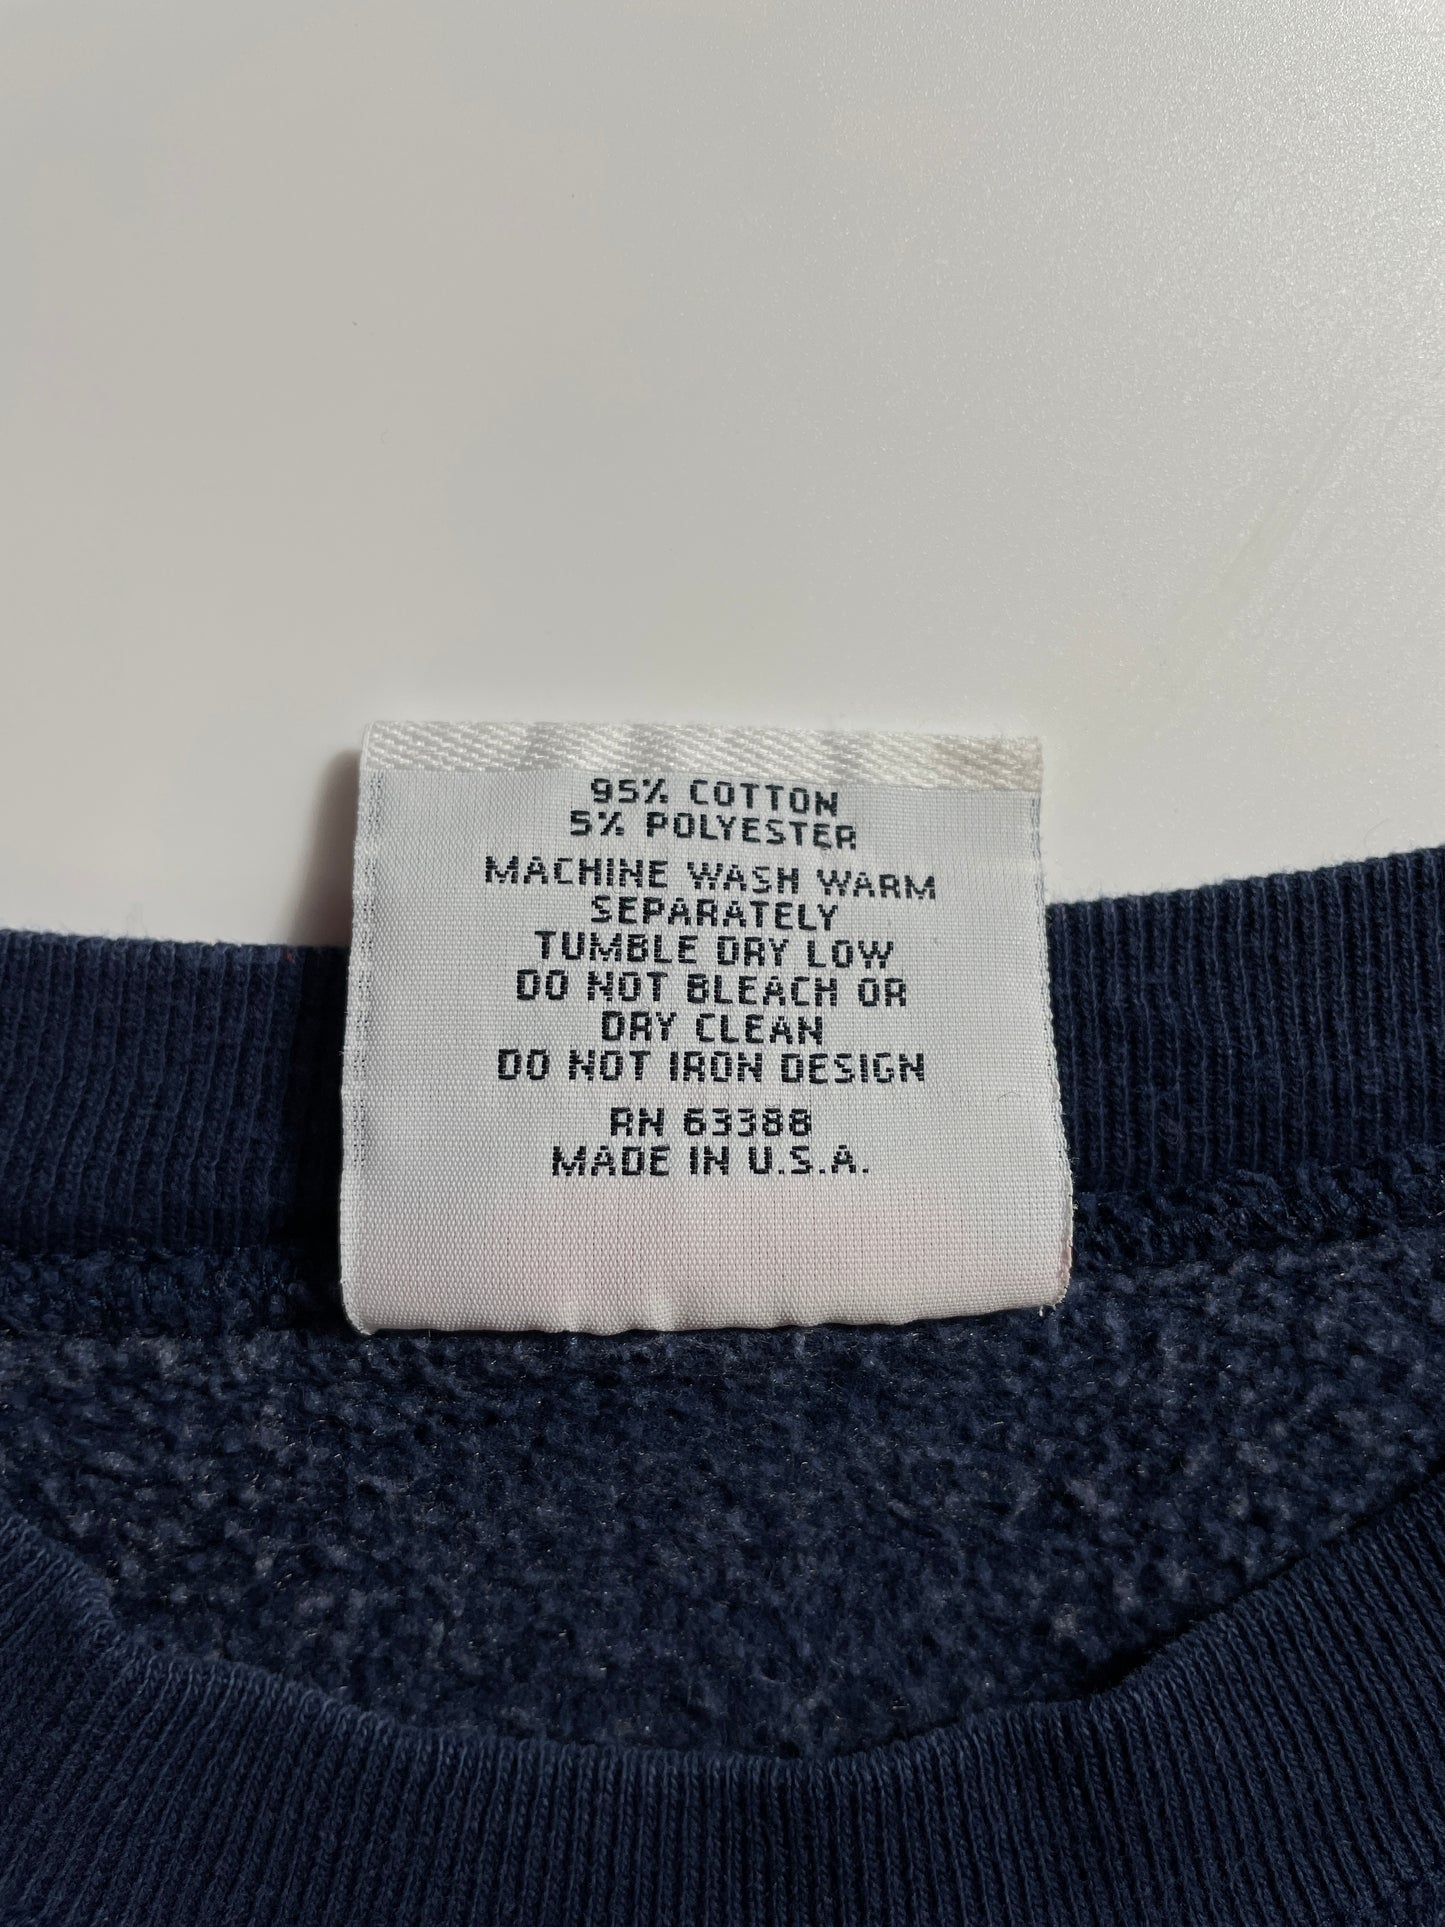 95% COTTON
5% POLYESTER
MACHINE WASH WARM
SEPARATELY
TUMBLE DRY LOW
DO NOT BLEACH OR
DRY CLEAN
DO NOT IRON DESIGN
RN 63388
MADE IN U.S.A.